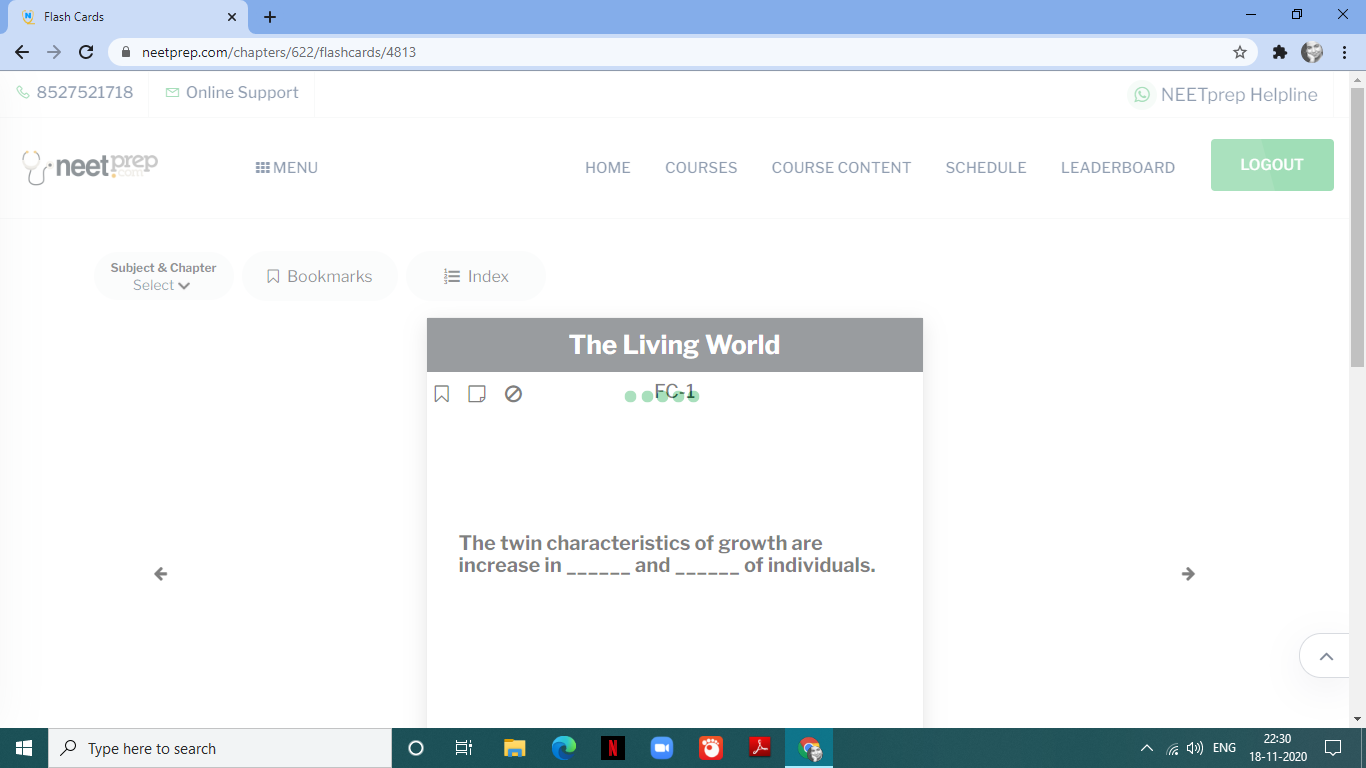 Flash Cards
neetprep.com/chapters/622/flashcards/4813
8527521718
Online Support
NEETprep Helpline
neetprep
.com
MENU
HOME
COURSES
COURSE CONTENT
SCHEDULE
LEADERBOARD
LOGOUT
Subject & Chapter
Select
Bookmarks
Index
The Living World
FC-1
The twin characteristics of growth are
increase in ______ and ______ of individuals.
Type here to search
ENG
22:30
18-11-2020